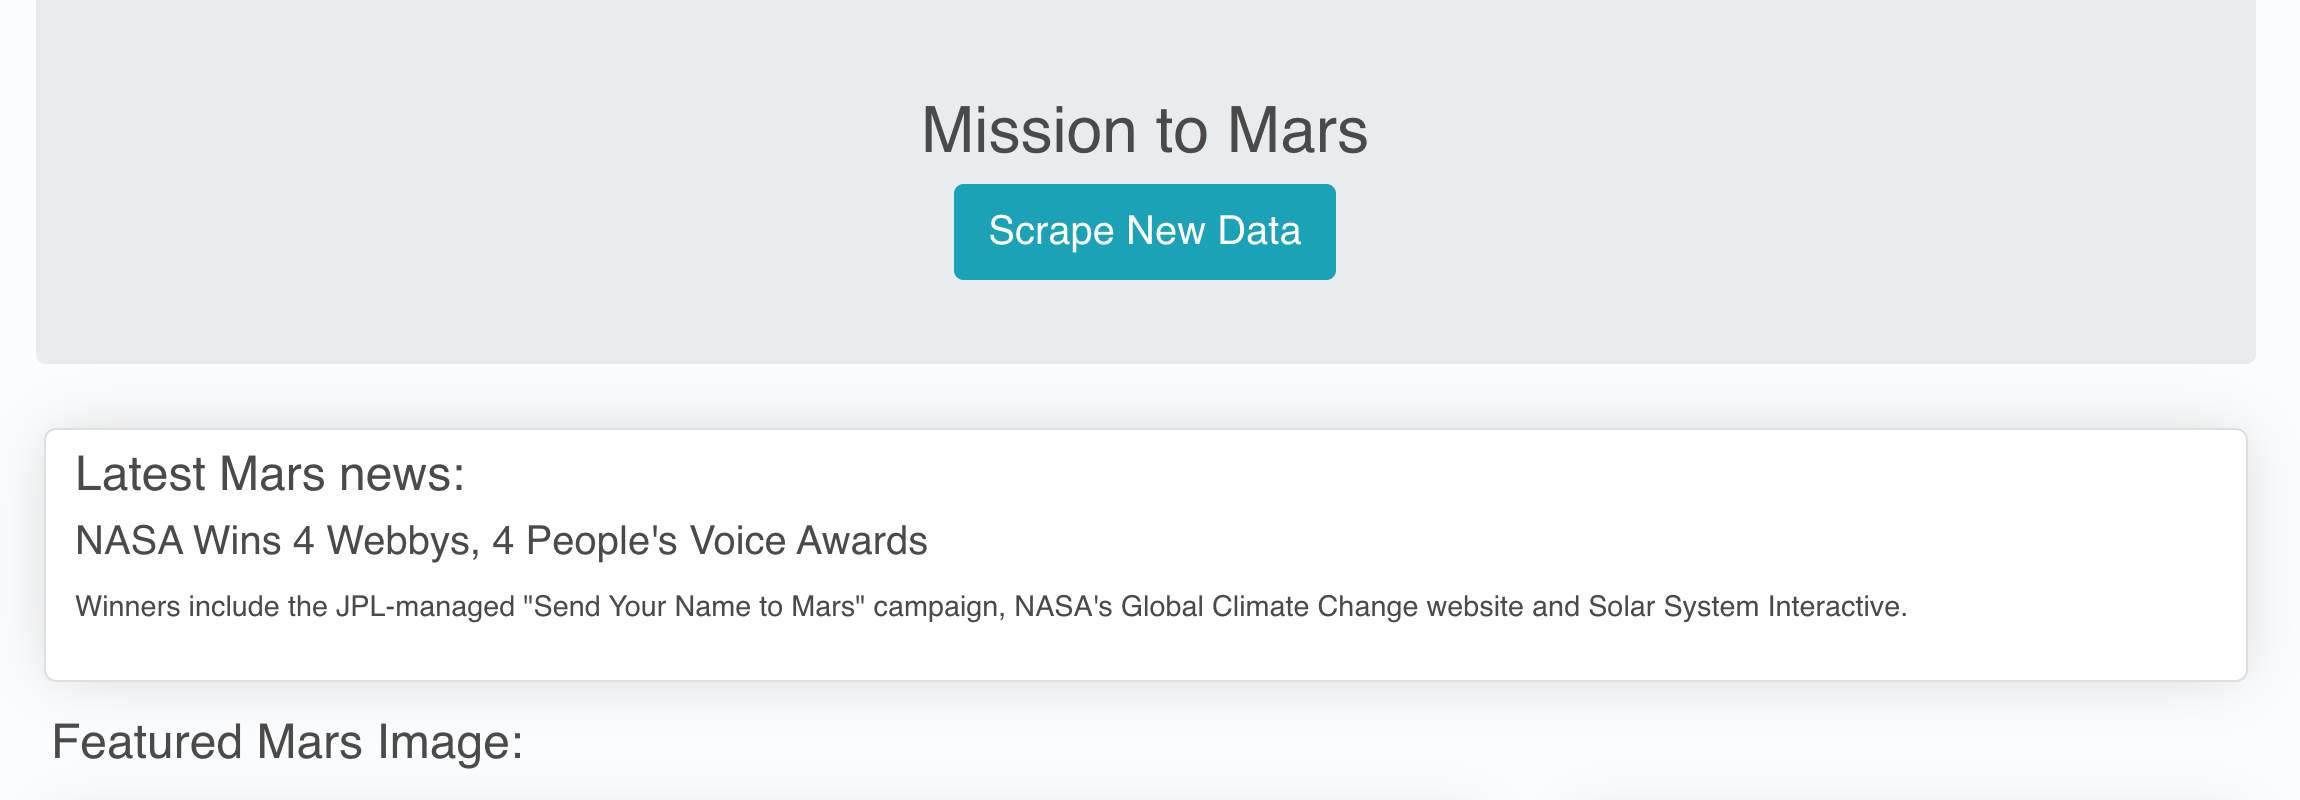 Mission to Mars
Scrape New Data
Latest Mars news:
NASA Wins 4 Webbys, 4 People's Voice Awards
Winners include the JPL-managed "Send Your Name to Mars" campaign, NASA's Global Climate Change website and Solar System Interactive.
Featured Mars Image: